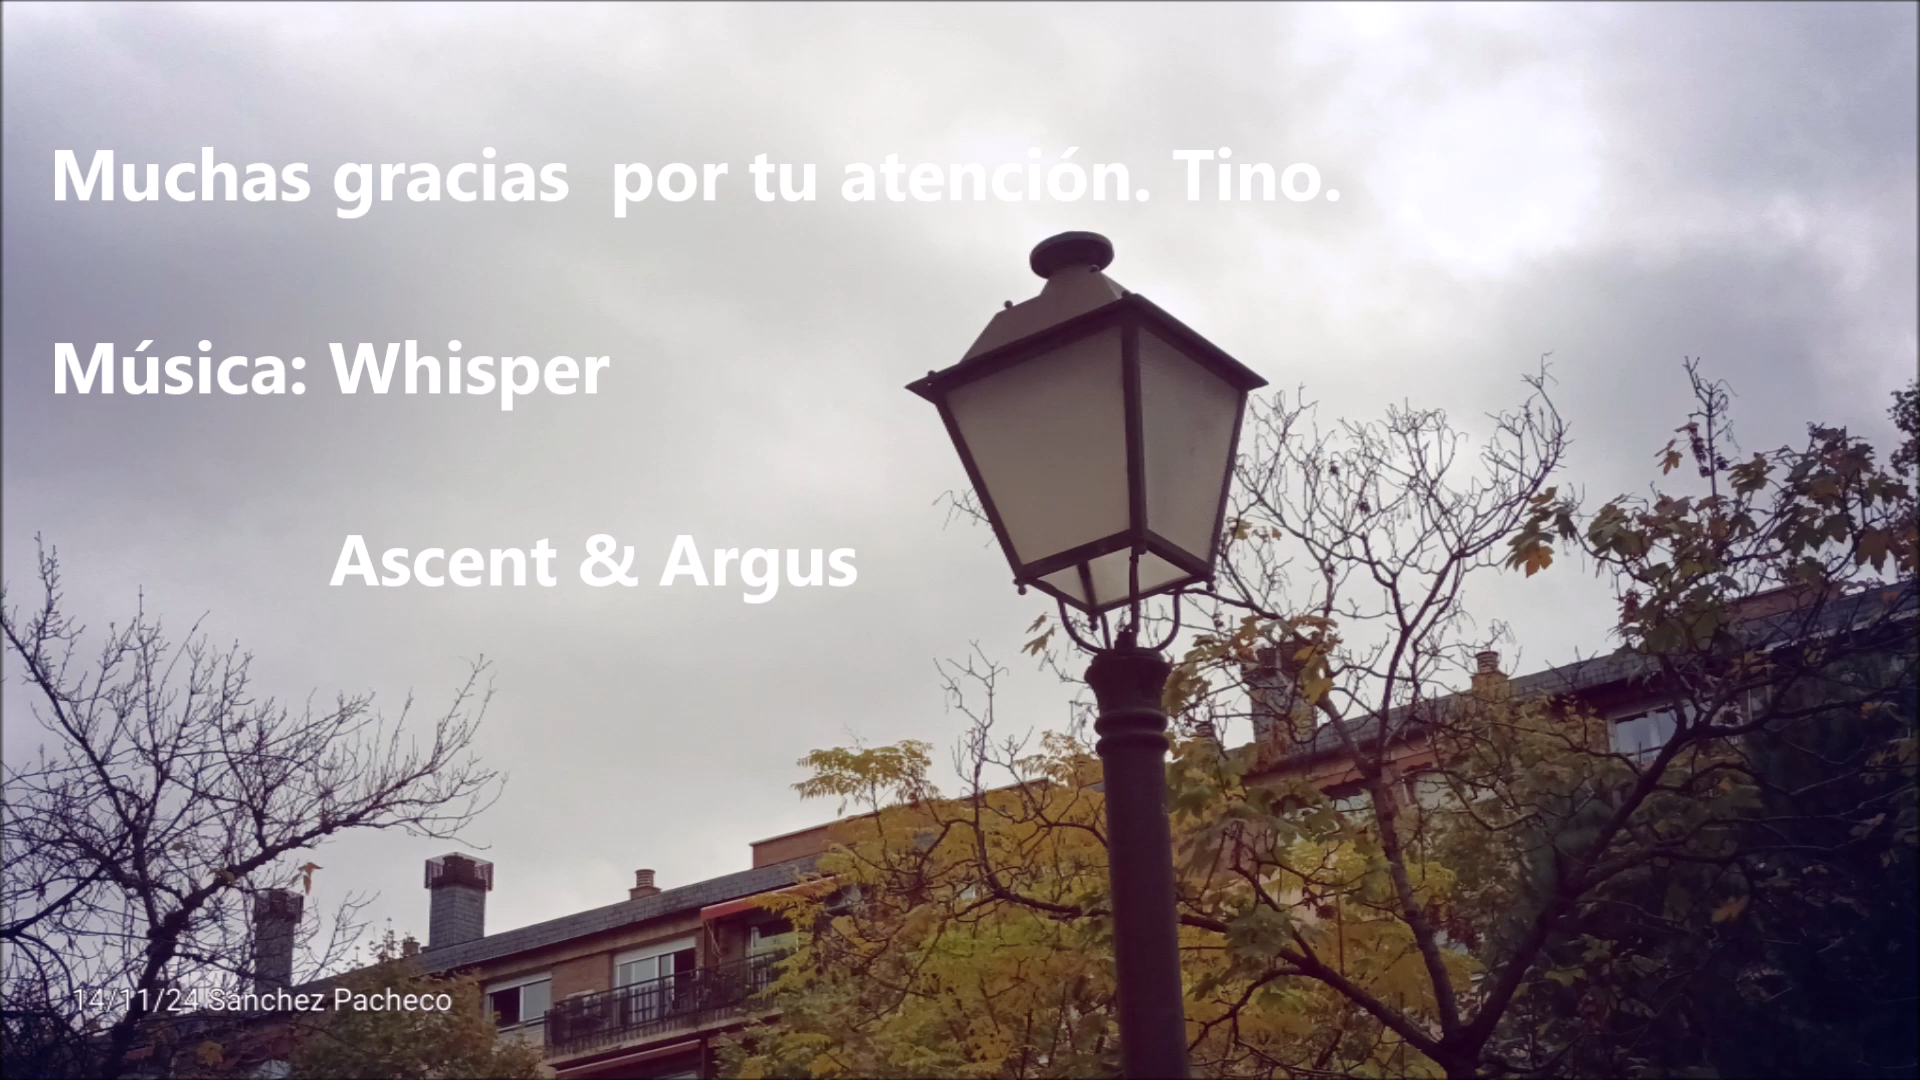 Muchas gracias  por tu atención. Tino.
Música: Whisper
Ascent & Argus
14/11/24 Sánchez Pacheco